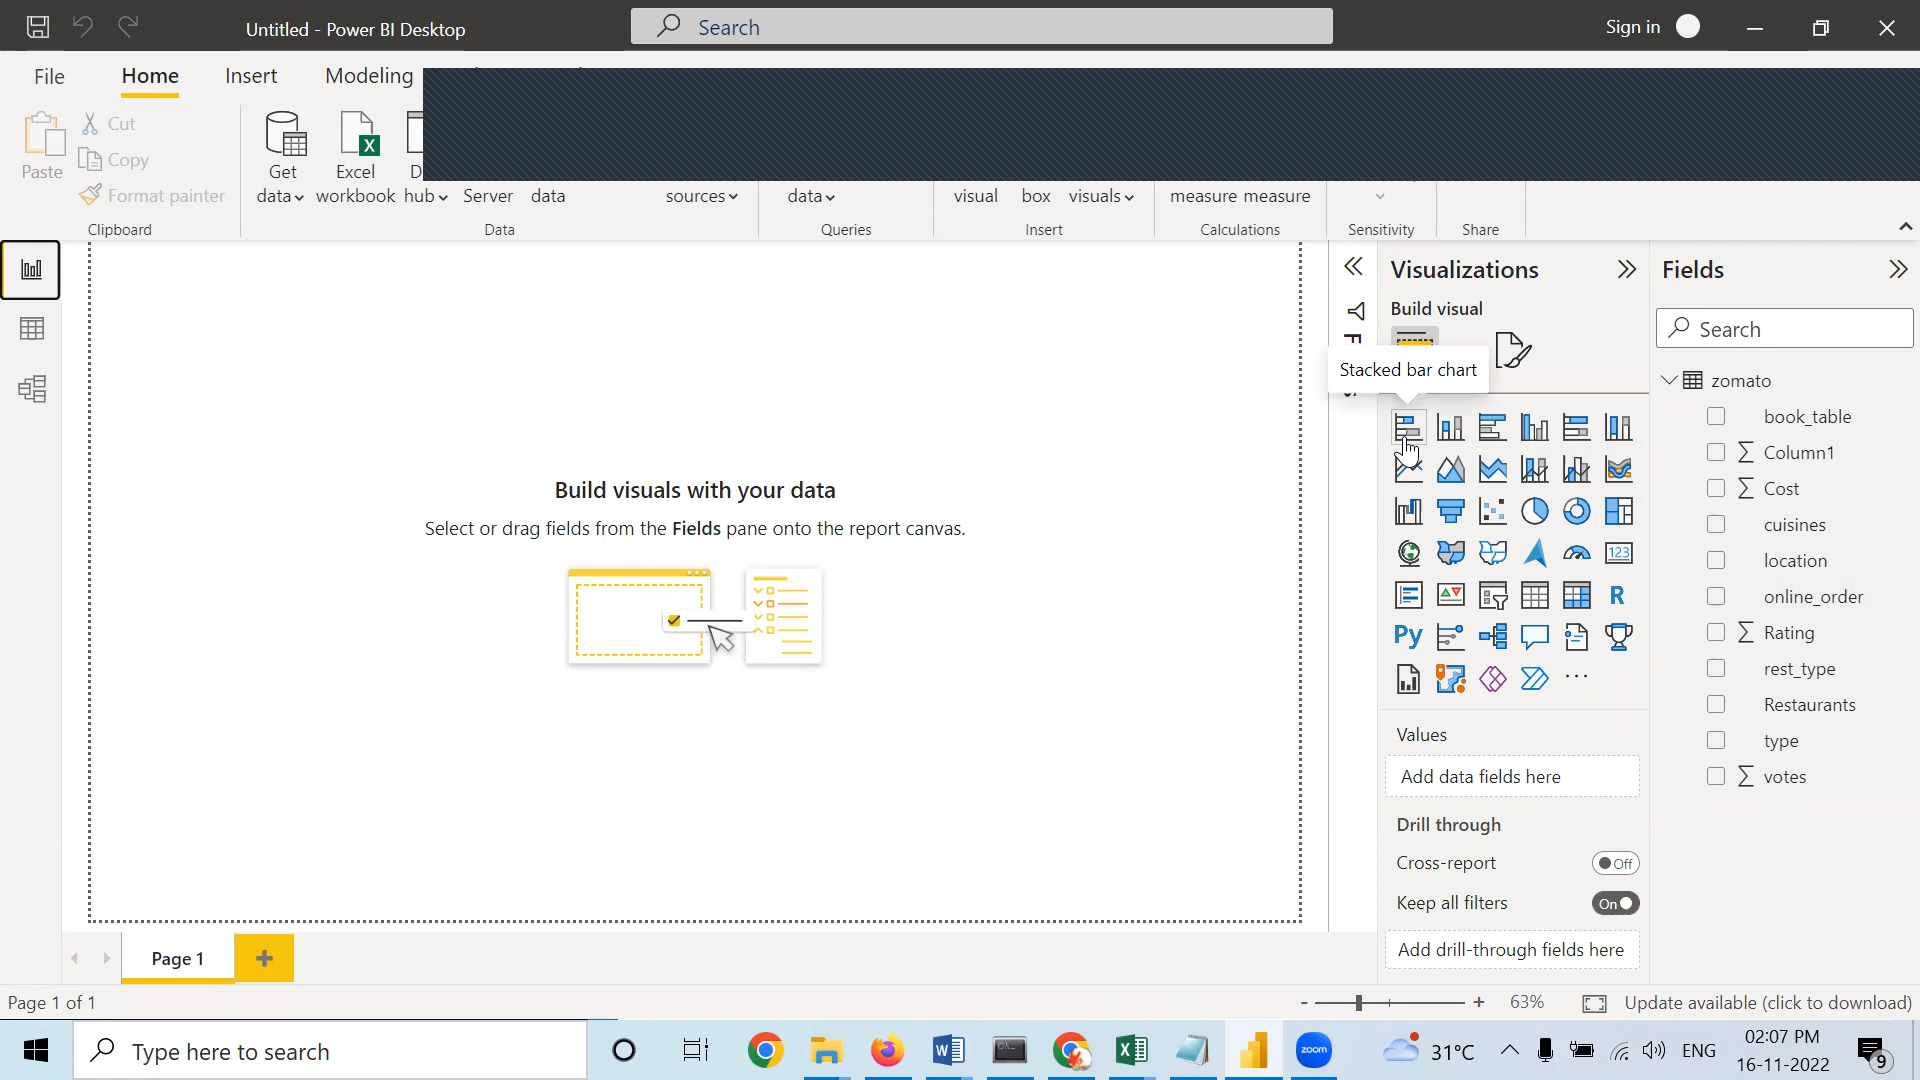 Untitled - Power BI Desktop
Search
Sign in
File
Home
Insert
Modeling
Paste
Cut
Copy
Format painter
Clipboard
Get
data
Excel
workbook
hub
Server
data
sources
Data
data
Queries
visual
box
visuals
Insert
measure measure
Calculations
Sensitivity
Share
Build visuals with your data
Select or drag fields from the Fields pane onto the report canvas.
Visualizations
Build visual
Stacked bar chart
123
R
Py
Values
Add data fields here
Drill through
Cross-report
Off
Keep all filters
On
Add drill-through fields here
Fields
Search
zomato
book_table
Column1
Cost
cuisines
location
online_order
Rating
rest_type
Restaurants
type
votes
Page 1
Page 1 of 1
63%
Update available (click to download)
Type here to search
zoom
31°C
ENG
02:07 PM
16-11-2022
9